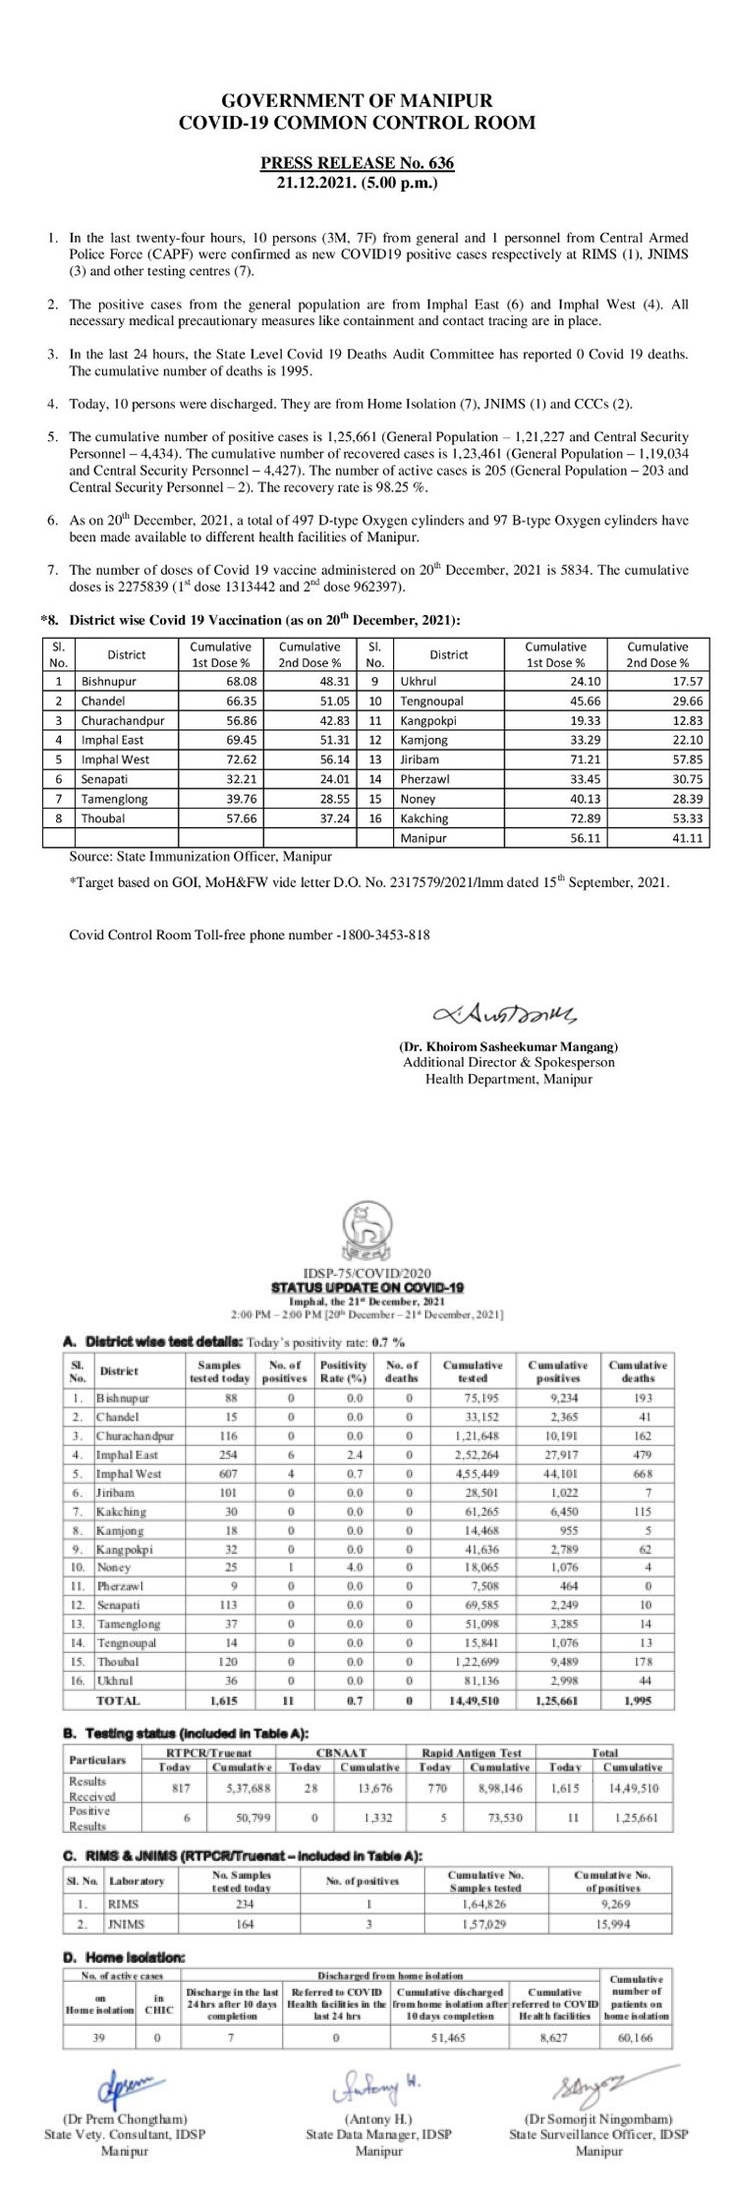 GOVERNMENT OF MANIPUR
COVID-19 COMMON CONTROL ROOM
PRESS RELEASE No. 636
21.12.2021. (5.00 p.m.)
1. In the last twenty-four hours, 10 persons (3M, 7F) from general and 1 personnel from Central Armed
Police Force (CAPF) were confirmed as new COVID19 positive cases respectively at RIMS (1), JNIMS
(3) and other testing centres (7).
2. The positive cases from the general population are from Imphal East (6) and Imphal West (4). All
necessary medical precautionary measures like containment and contact tracing are in place.
3. In the last 24 hours, the State Level Covid 19 Deaths Audit Committee has reported 0 Covid 19 deaths.
The cumulative number of deaths is 1995.
4. Today, 10 persons were discharged. They are from Home Isolation (7), JNIMS (1) and CCCs (2).
5. The cumulative number of positive cases is 1,25,661 (General Population – 1,21,227 and Central Security
Personnel – 4,434). The cumulative number of recovered cases is 1,23,461 (General Population – 1,19,034
and Central Security Personnel – 4,427). The number of active cases is 205 (General Population – 203 and
Central Security Personnel – 2). The recovery rate is 98.25 %.
6. As on 20th December, 2021, a total of 497 D-type Oxygen cylinders and 97 B-type Oxygen cylinders have
been made available to different health facilities of Manipur.
7. The number of doses of Covid 19 vaccine administered on 20th December, 2021 is 5834. The cumulative
doses is 2275839 (1st dose 1313442 and 2nd dose 962397).
*8. District wise Covid 19 Vaccination (as on 20th December, 2021):
Sl. No. District Cumulative 1st Dose % Cumulative 2nd Dose % Sl. No. District Cumulative 1st Dose % Cumulative 2nd Dose %
1 Bishnupur 68.08 48.31 9 Ukhrul 24.10 17.57
2 Chandel 66.35 51.05 10 Tengnoupal 45.66 29.66
3 Churachandpur 56.86 42.83 11 Kangpokpi 19.33 12.83
4 Imphal East 69.45 51.31 12 Kamjong 33.29 22.10
5 Imphal West 72.62 56.14 13 Jiribam 71.21 57.85
6 Senapati 32.21 24.01 14 Pherzawl 33.45 30.75
7 Tamenglong 39.76 28.55 15 Noney 40.13 28.39
8 Thoubal 57.66 37.24 16 Kakching 72.89 53.33
Manipur 56.11 41.11
Source: State Immunization Officer, Manipur
*Target based on GOI, MoH&FW vide letter D.O. No. 2317579/2021/Imm dated 15th September, 2021.
Covid Control Room Toll-free phone number -1800-3453-818
(Dr. Khoirom Sasheekumar Mangang)
Additional Director & Spokesperson
Health Department, Manipur
IDSP-75/COVID/2020
STATUS UPDATE ON COVID-19
Imphal, the 21st December, 2021
2:00 PM – 2:00 PM [20th December – 21st December, 2021]
A. District wise test details: Today's positivity rate: 0.7 %
Sl. No. District Samples tested today No. of positives Positivity Rate (%) No. of deaths Cumulative tested Cumulative positives Cumulative deaths
1. Bishnupur 88 0 0.0 0 75,195 9,234 193
2. Chandel 15 0 0.0 0 33,152 2,365 41
3. Churachandpur 116 0 0.0 0 1,21,648 10,191 162
4. Imphal East 254 6 2.4 0 2,52,264 27,917 479
5. Imphal West 607 4 0.7 0 4,55,449 44,101 668
6. Jiribam 101 0 0.0 0 28,501 1,022 7
7. Kakching 30 0 0.0 0 61,265 6,450 115
8. Kamjong 18 0 0.0 0 14,468 955 5
9. Kangpokpi 32 0 0.0 0 41,636 2,789 62
10. Noney 25 1 4.0 0 18,065 1,076 4
11. Pherzawl 9 0 0.0 0 7,508 464 0
12. Senapati 113 0 0.0 0 69,585 2,249 10
13. Tamenglong 37 0 0.0 0 51,098 3,285 14
14. Tengnoupal 14 0 0.0 0 15,841 1,076 13
15. Thoubal 120 0 0.0 0 1,22,699 9,489 178
16. Ukhrul 36 0 0.0 0 81,136 2,998 44
TOTAL 1,615 11 0.7 0 14,49,510 1,25,661 1,995
B. Testing status (included in Table A):
Particulars RTPCR/Truenat CBNAAT Rapid Antigen Test Total
Today Cumulative Today Cumulative Today Cumulative Today Cumulative
Results Received 817 5,37,688 28 13,676 770 8,98,146 1,615 14,49,510
Positive Results 6 50,799 0 1,332 5 73,530 11 1,25,661
C. RIMS & JNIMS (RTPCR/Truenat – included in Table A):
Sl. No. Laboratory No. Samples tested today No. of positives Cumulative No. Samples tested Cumulative No. of positives
1. RIMS 234 1 1,64,826 9,269
2. JNIMS 164 3 1,57,029 15,994
D. Home Isolation:
No. of active cases Discharged from home isolation Cumulative number of patients on home isolation
on Home isolation in CHIC Discharge in the last 24 hrs after 10 days completion Referred to COVID Health facilities in the last 24 hrs Cumulative discharged from home isolation after 10 days completion Cumulative referred to COVID Health facilities
39 0 7 0 51,465 8,627 60,166
Antony H.
(Dr Prem Chongtham) (Antony H.) (Dr Somorjit Ningombam)
State Vety. Consultant, IDSP State Data Manager, IDSP State Surveillance Officer, IDSP
Manipur Manipur Manipur